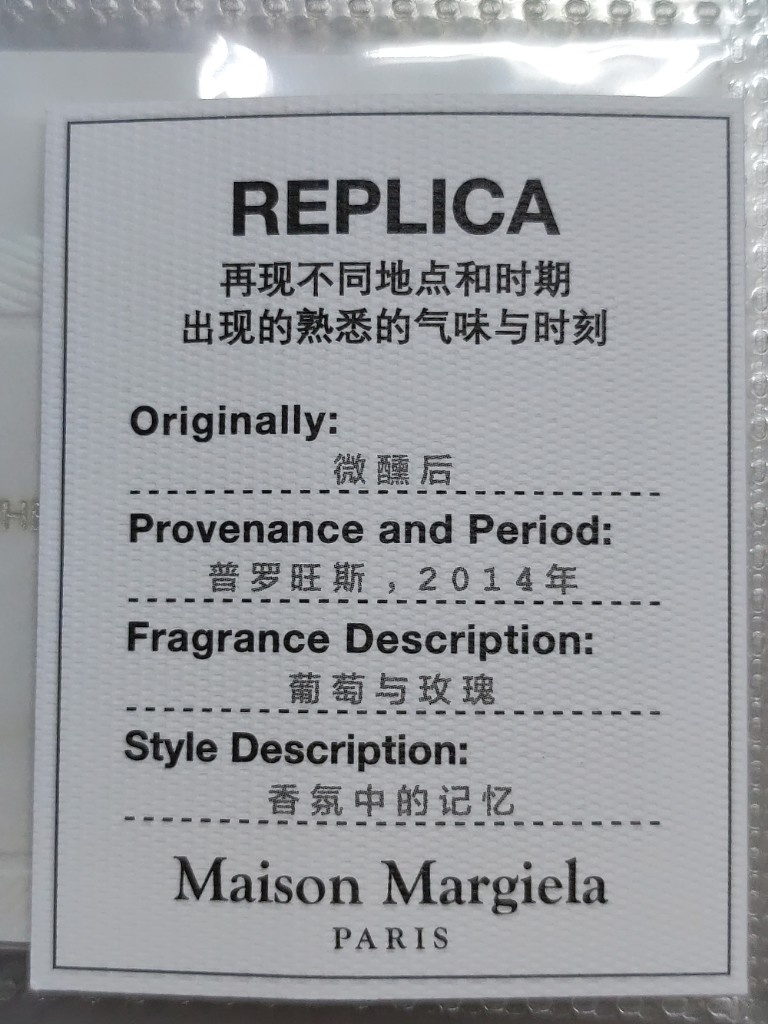 REPLICA
再现不同地点和时期
出现的熟悉的气味与时刻
Originally:
微醺后
Provenance and Period:
普罗旺斯，2014年
Fragrance Description:
葡萄与玫瑰
Style Description:
香氛中的记忆
Maison Margiela
PARIS